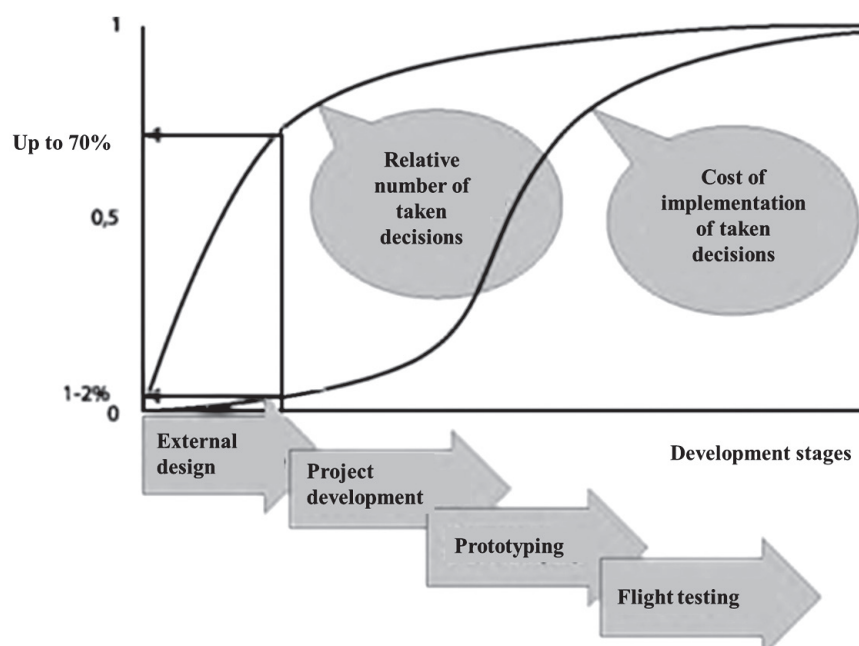 1
Up to 70%
0,5
1-2%
0
Relative
number of
taken
decisions
Cost of
implementation
of taken
decisions
External
design
Project
development
Prototyping
Flight testing
Development stages